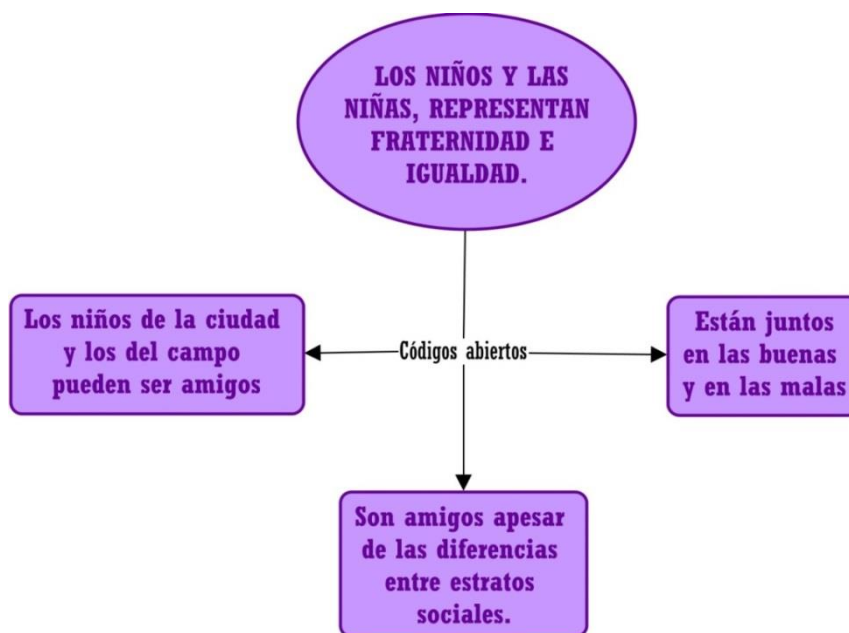 LOS NIÑOS Y LAS
NIÑAS, REPRESENTAN
FRATERNIDAD E
IGUALDAD.
Los niños de la ciudad
y los del campo
pueden ser amigos
Códigos abiertos
Están juntos
en las buenas
y en las malas
Son amigos apesar
de las diferencias
entre estratos
sociales.